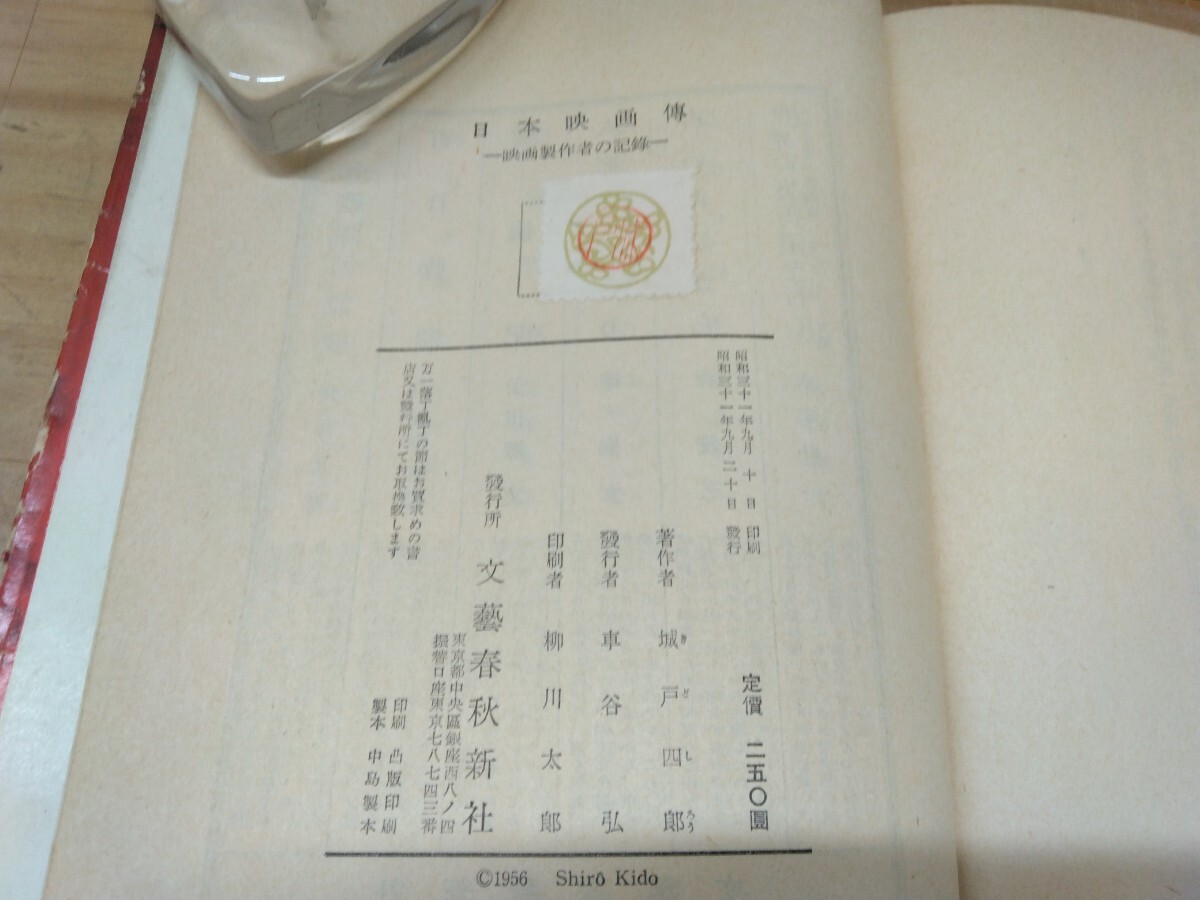 日本映画傳
―映画製作者の記錄―
昭和三十一年九月 十 日 印刷
昭和三十一年九月二十日 發行
定價 二五〇圓
著作者 城戸四郎
きどしろう
發行者 車谷弘
印刷者 柳川太郎
發行所 文藝春秋新社
東京都中央區銀座西八ノ四
振替口座東京七八七四三番
万一落丁亂丁の節はお買求めの書
店又は發行所にてお取換致します
印刷 凸版印刷
製本 中島製本
©1956 Shirō Kido